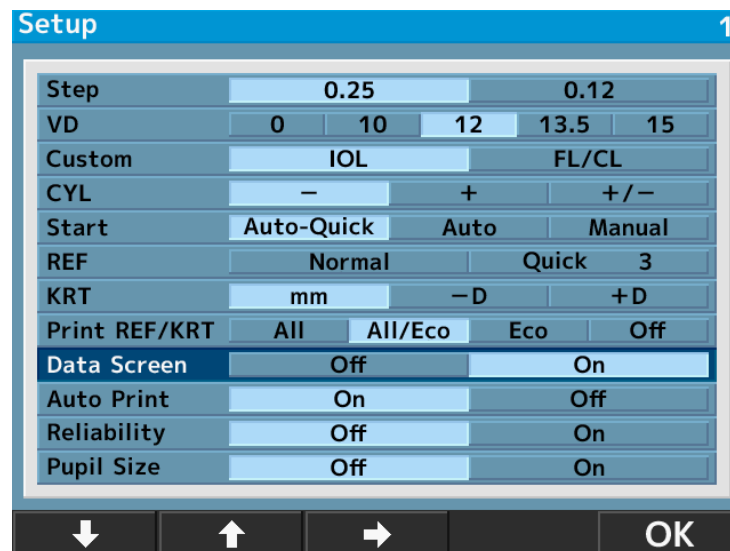 Setup 1
Step 0.25 0.12
VD 0 10 12 13.5 15
Custom IOL FL/CL
CYL − + +/−
Start Auto-Quick Auto Manual
REF Normal Quick 3
KRT mm −D +D
Print REF/KRT All All/Eco Eco Off
Data Screen Off On
Auto Print On Off
Reliability Off On
Pupil Size Off On
OK